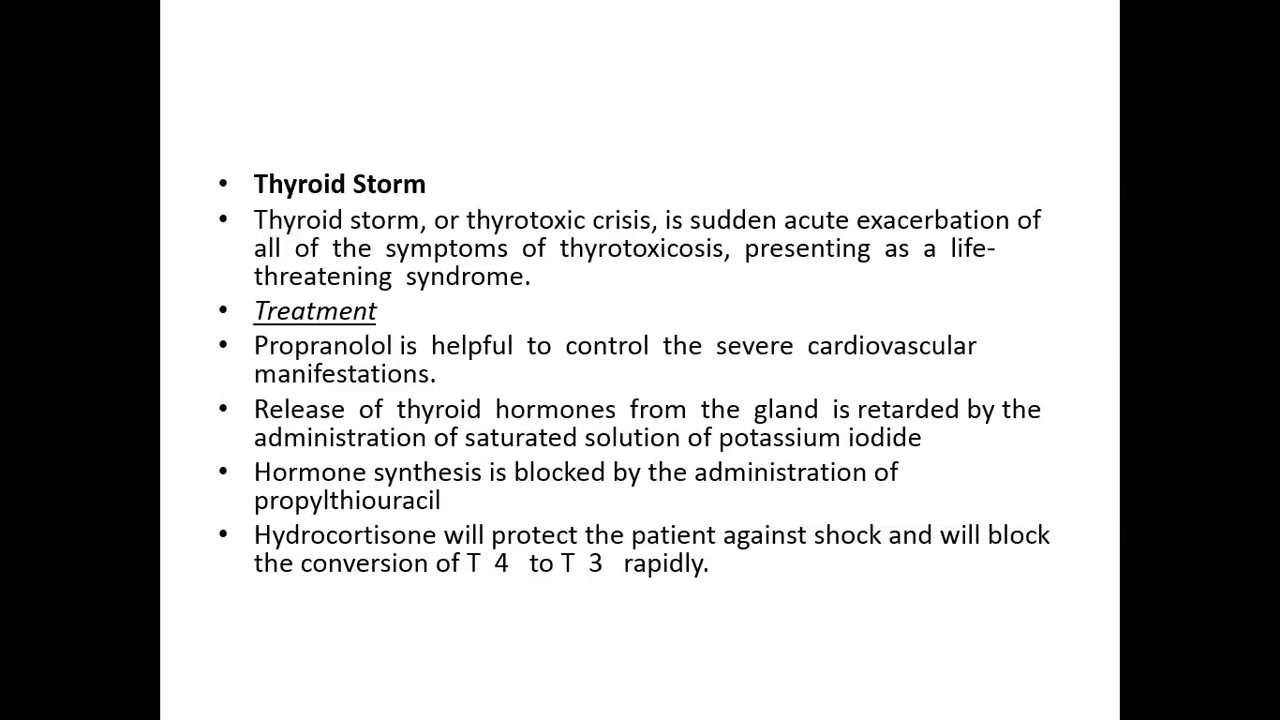 • Thyroid Storm
• Thyroid storm, or thyrotoxic crisis, is sudden acute exacerbation of
all of the symptoms of thyrotoxicosis, presenting as a life-
threatening syndrome.
• Treatment
• Propranolol is helpful to control the severe cardiovascular
manifestations.
• Release of thyroid hormones from the gland is retarded by the
administration of saturated solution of potassium iodide
• Hormone synthesis is blocked by the administration of
propylthiouracil
• Hydrocortisone will protect the patient against shock and will block
the conversion of T 4 to T 3 rapidly.